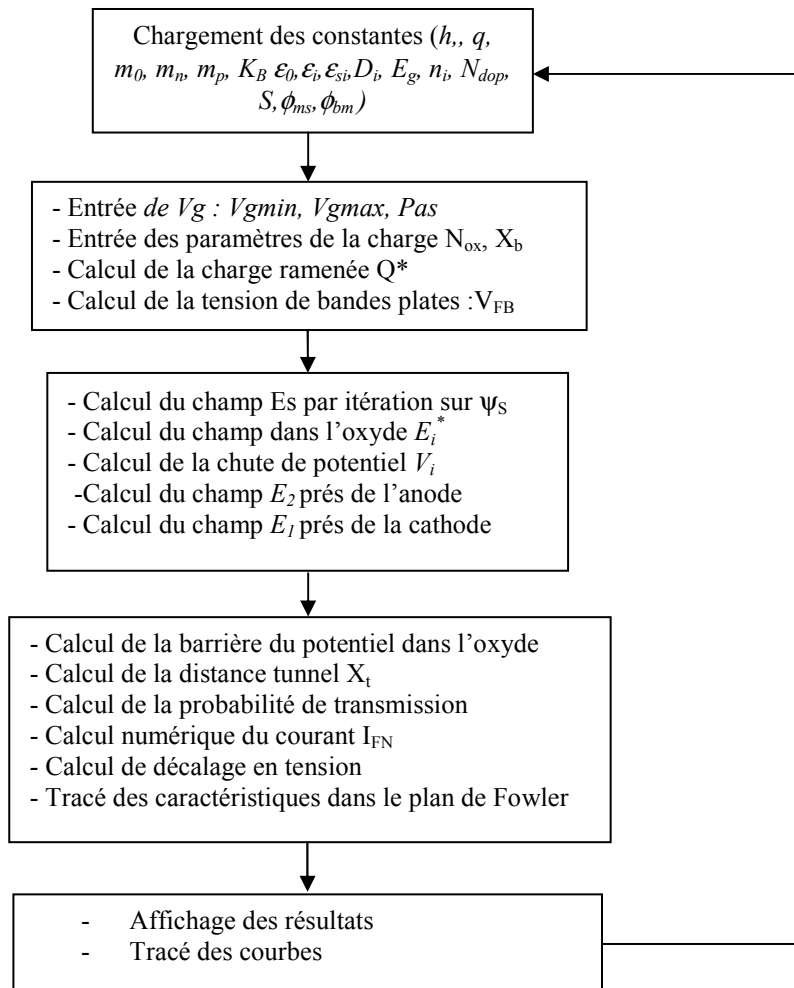 Chargement des constantes (h,, q,
m0, mn, mp, KB ε0,εi,εsi,Di, Eg, ni, Ndop,
S,ϕms,ϕbm )
- Entrée de Vg : Vgmin, Vgmax, Pas
- Entrée des paramètres de la charge Nox, Xb
- Calcul de la charge ramenée Q*
- Calcul de la tension de bandes plates :VFB
- Calcul du champ Es par itération sur ψS
- Calcul du champ dans l’oxyde Ei*
- Calcul de la chute de potentiel Vi
-Calcul du champ E2 prés de l’anode
- Calcul du champ E1 prés de la cathode
- Calcul de la barrière du potentiel dans l’oxyde
- Calcul de la distance tunnel Xt
- Calcul de la probabilité de transmission
- Calcul numérique du courant IFN
- Calcul de décalage en tension
- Tracé des caractéristiques dans le plan de Fowler
- Affichage des résultats
- Tracé des courbes